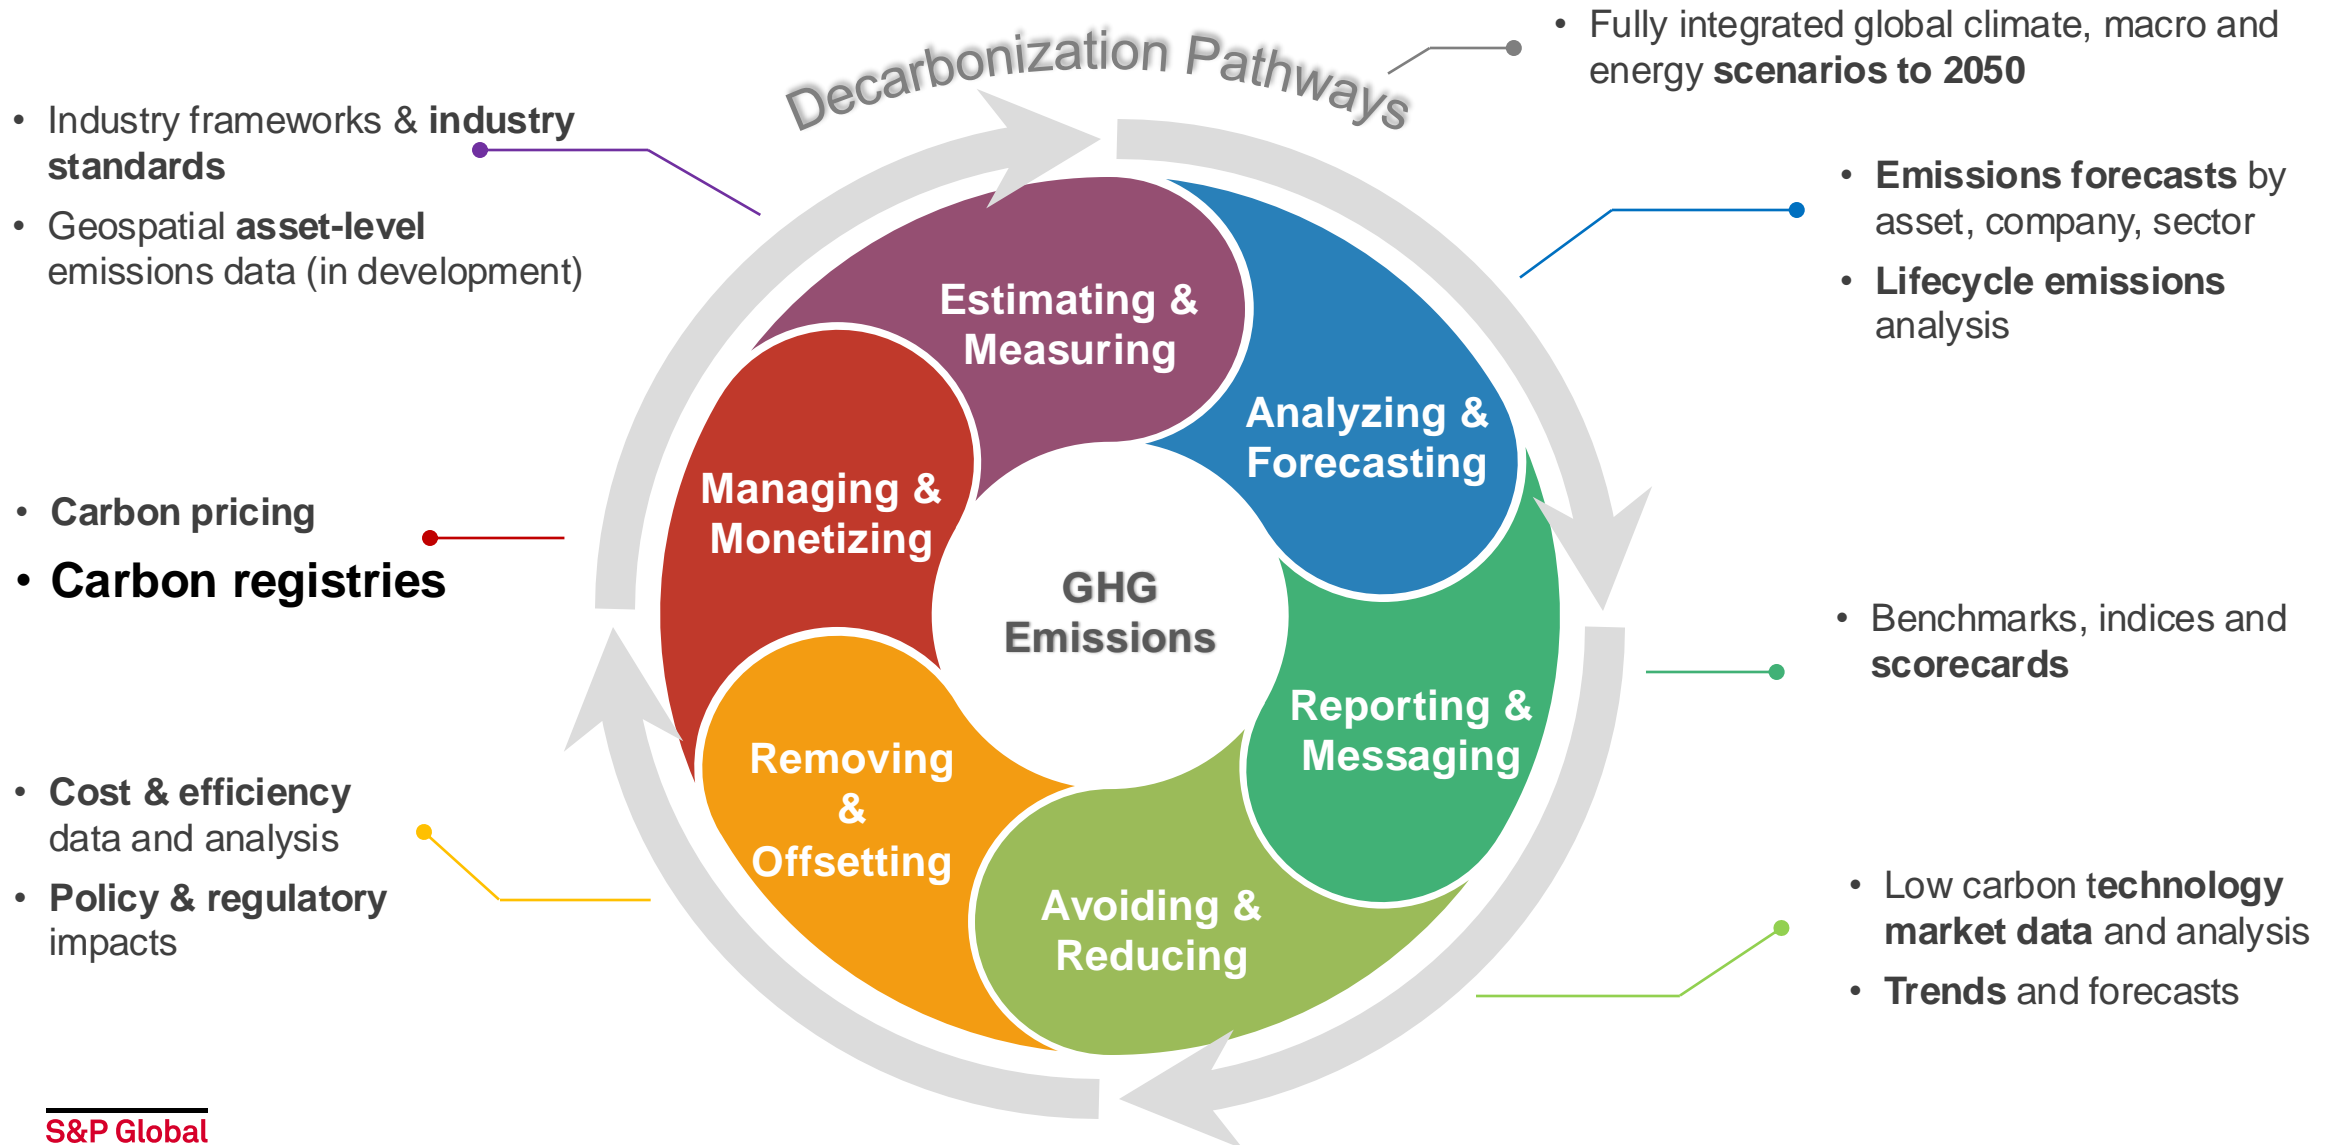 Decarbonization Pathways
• Fully integrated global climate, macro and
energy scenarios to 2050
• Industry frameworks & industry
standards
• Geospatial asset-level
emissions data (in development)
• Emissions forecasts by
asset, company, sector
• Lifecycle emissions
analysis
Estimating &
Measuring
Analyzing &
Forecasting
Managing &
Monetizing
• Carbon pricing
• Carbon registries
GHG
Emissions
• Benchmarks, indices and
scorecards
Reporting &
Messaging
Removing
&
Offsetting
• Cost & efficiency
data and analysis
• Policy & regulatory
impacts
Avoiding &
Reducing
• Low carbon technology
market data and analysis
• Trends and forecasts
S&P Global